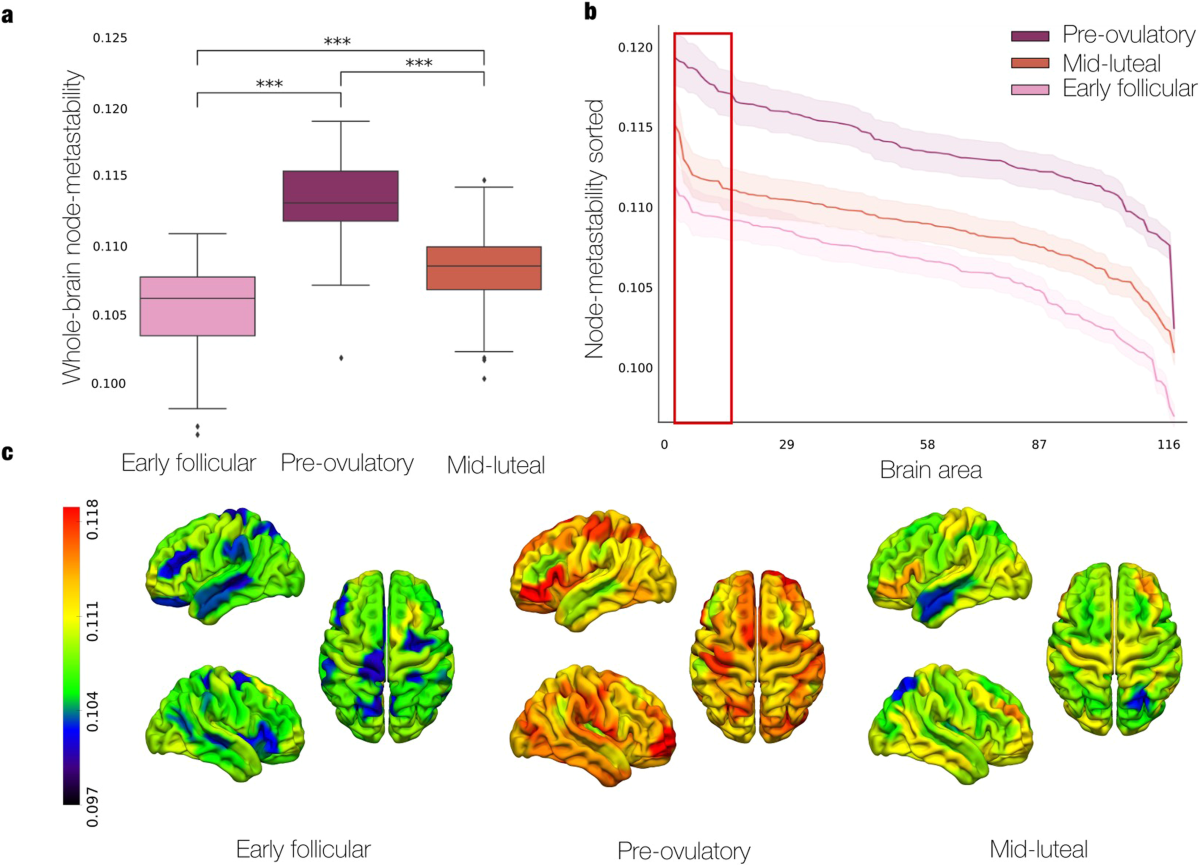 a
Whole-brain node-metastability
0.125
0.120
0.115
0.110
0.105
0.100
***
***
***
Early follicular
Pre-ovulatory
Mid-luteal
b
Node-metastability sorted
0.120
0.115
0.110
0.105
0.100
Pre-ovulatory
Mid-luteal
Early follicular
0
29
58
87
116
Brain area
c
0.118
0.111
0.104
0.097
Early follicular
Pre-ovulatory
Mid-luteal